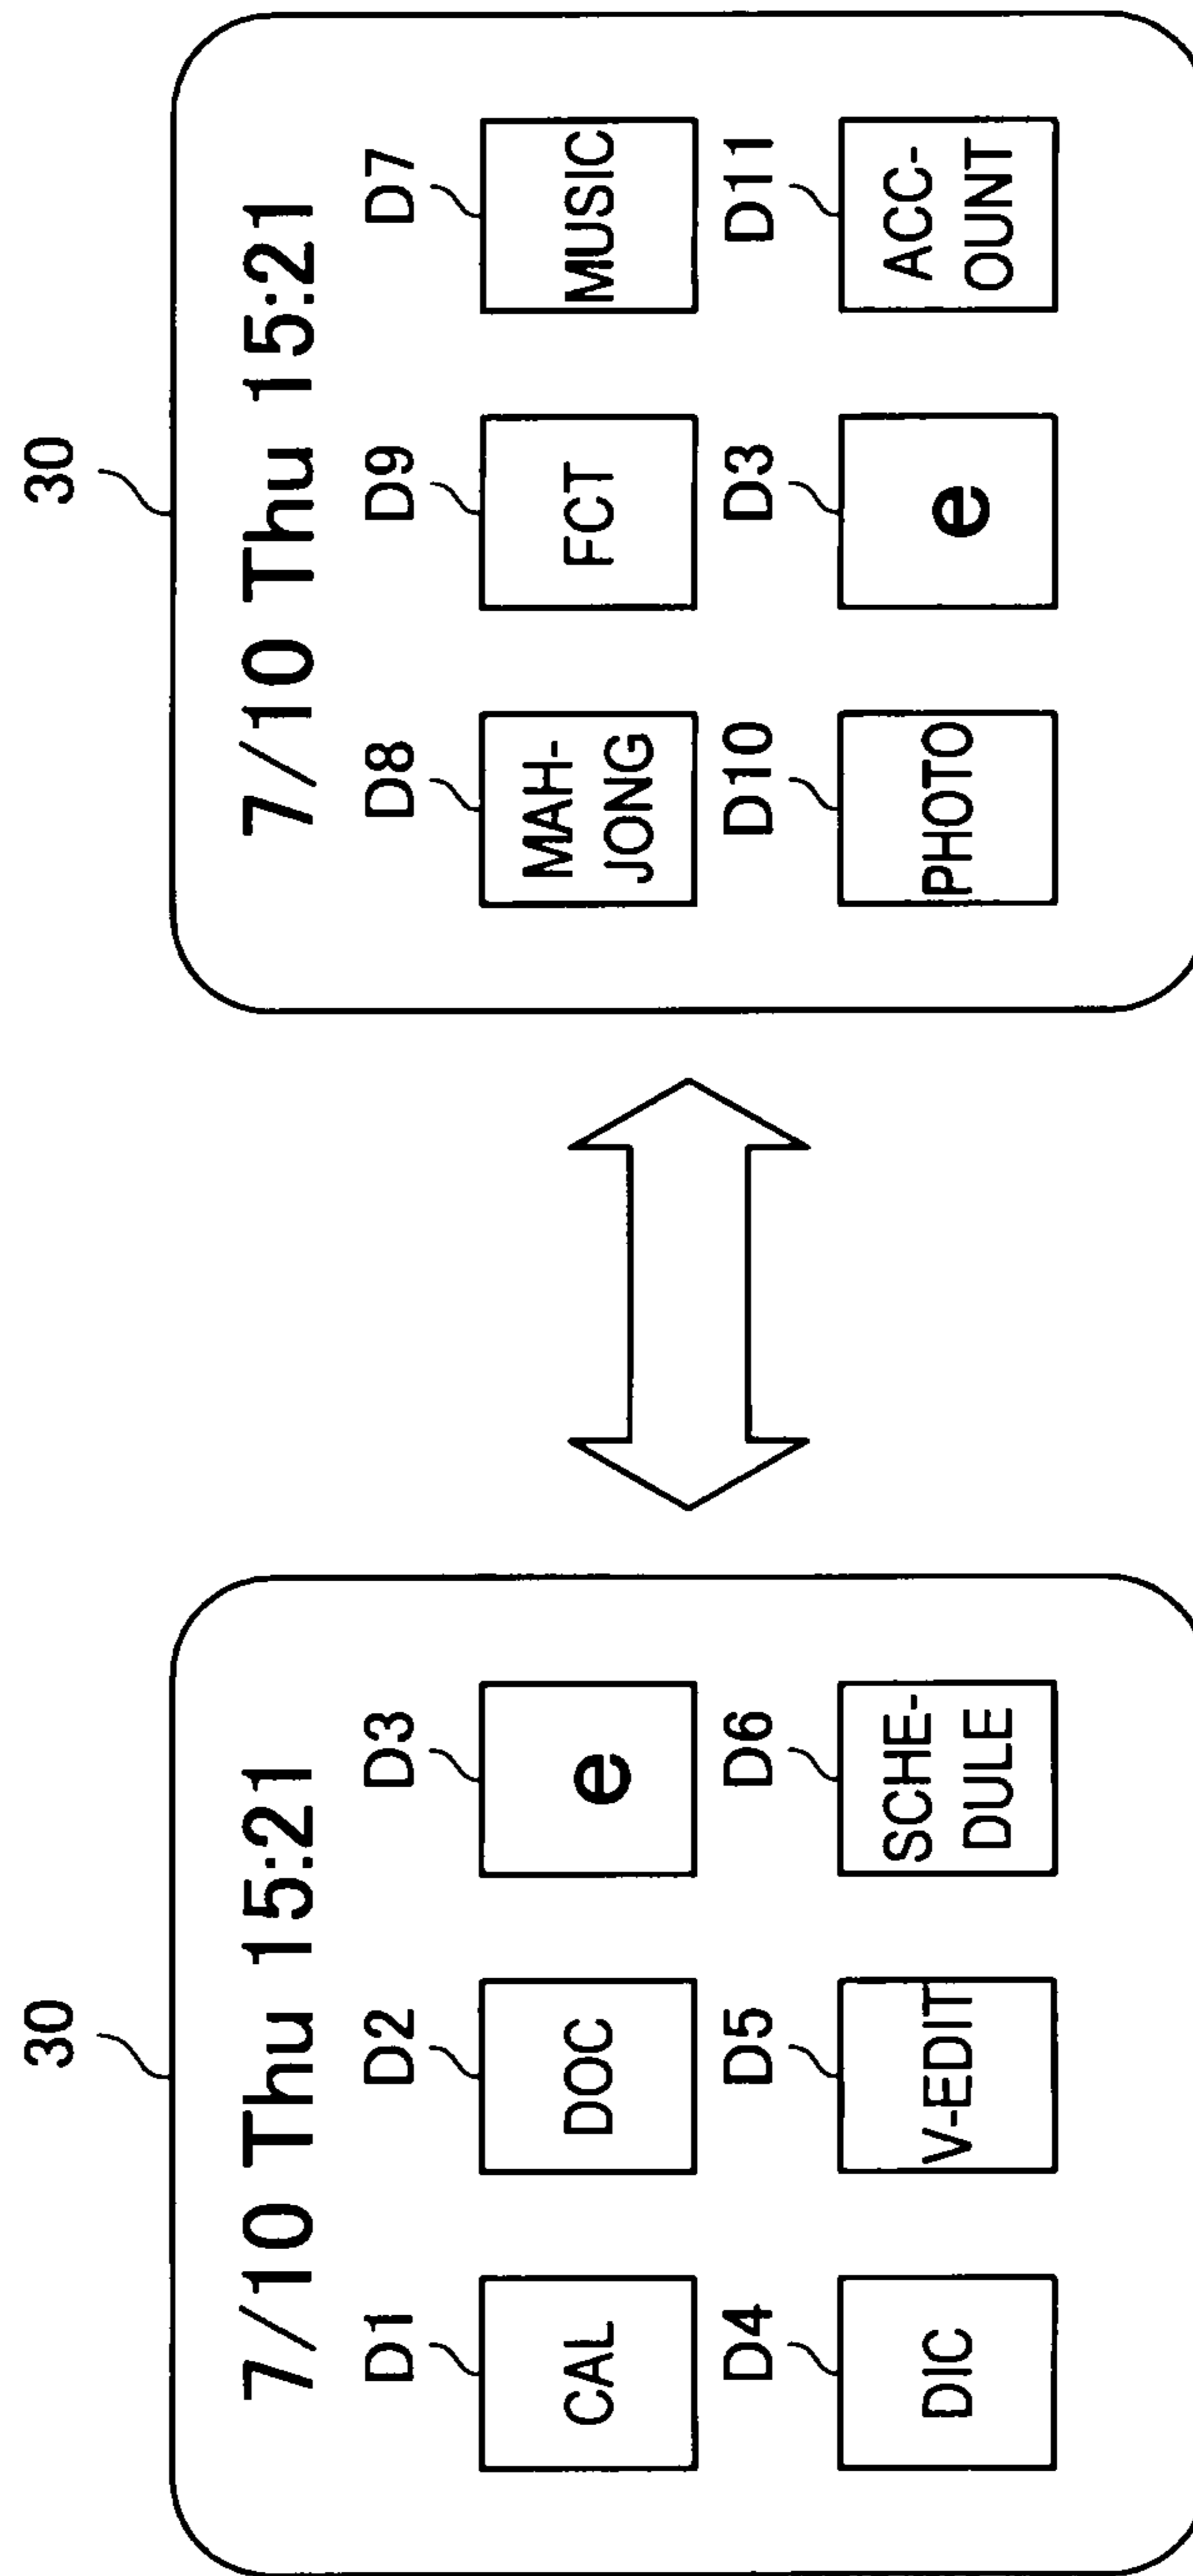 30
7/10 Thu 15:21
D1
D2
D3
CAL
DOC
e
D4
D5
D6
DIC
V-EDIT
SCHE-
DULE
30
7/10 Thu 15:21
D8
D9
D7
MAH-
JONG
FCT
MUSIC
D10
D3
D11
PHOTO
e
ACC-
OUNT